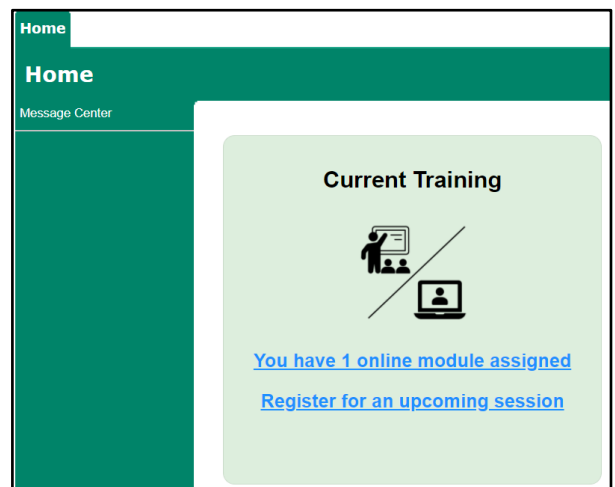 Home
Home
Message Center
Current Training
You have 1 online module assigned
Register for an upcoming session